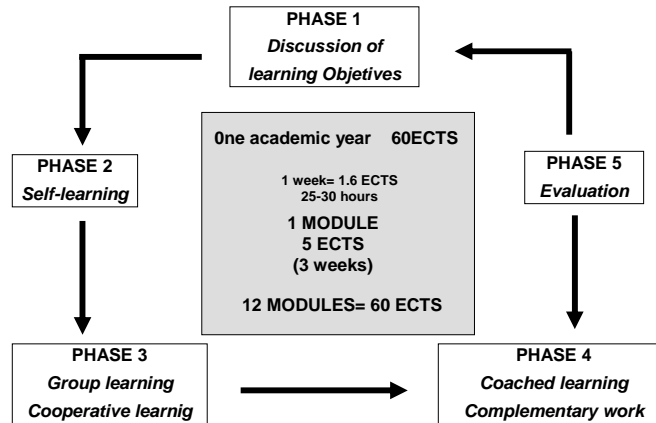 PHASE 1
Discussion of
learning Objetives
0ne academic year 60ECTS
1 week= 1.6 ECTS
25-30 hours
1 MODULE
5 ECTS
(3 weeks)
12 MODULES= 60 ECTS
PHASE 2
Self-learning
PHASE 5
Evaluation
PHASE 3
Group learning
Cooperative learnig
PHASE 4
Coached learning
Complementary work